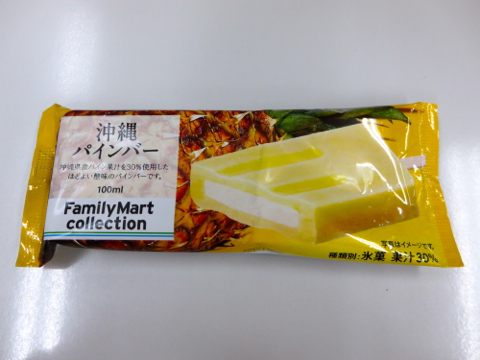 沖縄
パインバー
沖縄県産パイン果汁を30%使用した
ほどよい酸味のパインバーです。
100ml
FamilyMart
collection
写真はイメージです。
種類別:氷菓 果汁30%